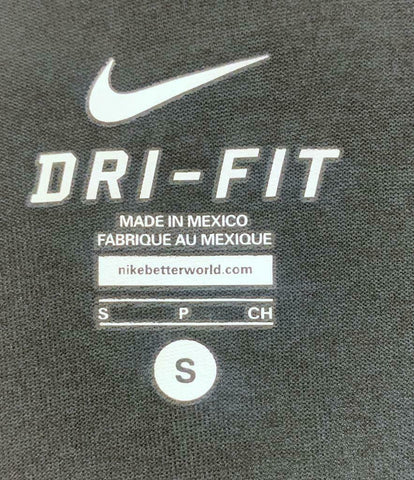 DRI-FIT
MADE IN MEXICO
FABRIQUE AU MEXIQUE
nikebetterworld.com
S P CH
S